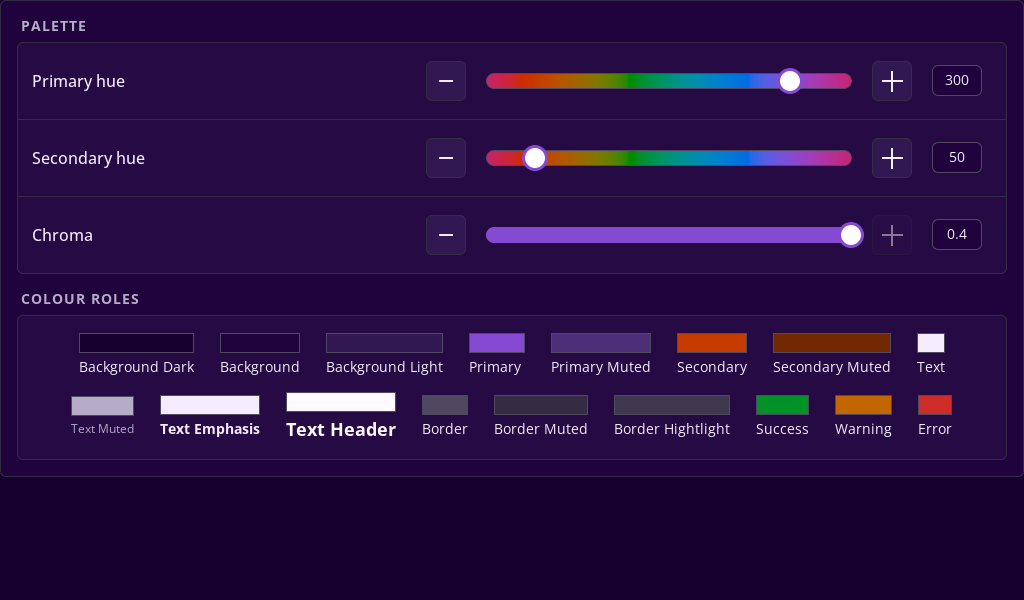 PALETTE
Primary hue 300
Secondary hue 50
Chroma 0.4
COLOUR ROLES
Background Dark Background Background Light Primary Primary Muted Secondary Secondary Muted Text
Text Muted Text Emphasis Text Header Border Border Muted Border Hightlight Success Warning Error